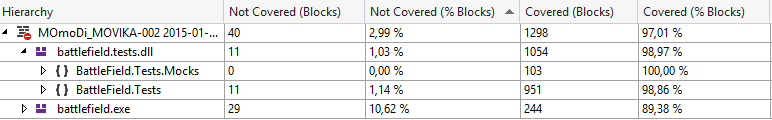 Hierarchy Not Covered (Blocks) Not Covered (% Blocks) Covered (Blocks) Covered (% Blocks)
MOmoDi_MOVIKA-002 2015-01-... 40 2,99 % 1298 97,01 %
battlefield.tests.dll 11 1,03 % 1054 98,97 %
{ } BattleField.Tests.Mocks 0 0,00 % 103 100,00 %
{ } BattleField.Tests 11 1,14 % 951 98,86 %
battlefield.exe 29 10,62 % 244 89,38 %